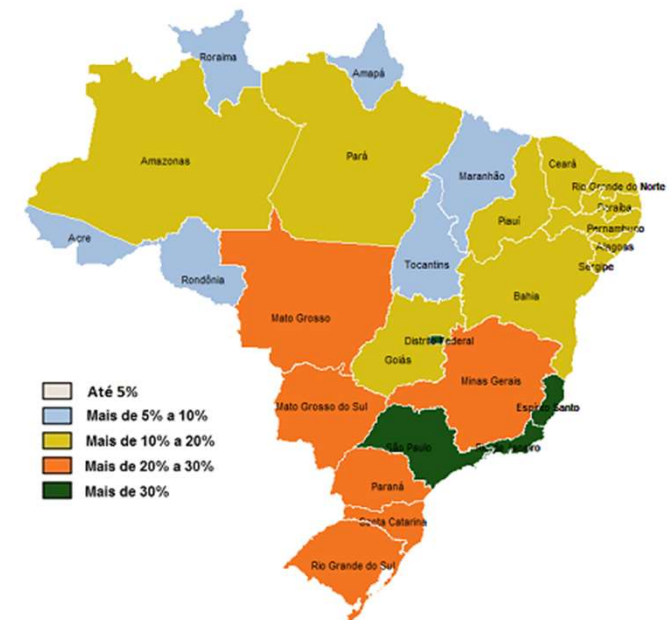 Roraima
Amapá
Amazonas
Pará
Maranhão
Ceará
Rio Grande do Norte
Paraíba
Piauí
Pernambuco
Alagoas
Acre
Tocantins
Sergipe
Rondônia
Bahia
Mato Grosso
Distrito Federal
Goiás
Minas Gerais
Até 5%
Mais de 5% a 10%
Mato Grosso do Sul
Espírito Santo
Mais de 10% a 20%
São Paulo
Rio de Janeiro
Mais de 20% a 30%
Paraná
Mais de 30%
Santa Catarina
Rio Grande do Sul